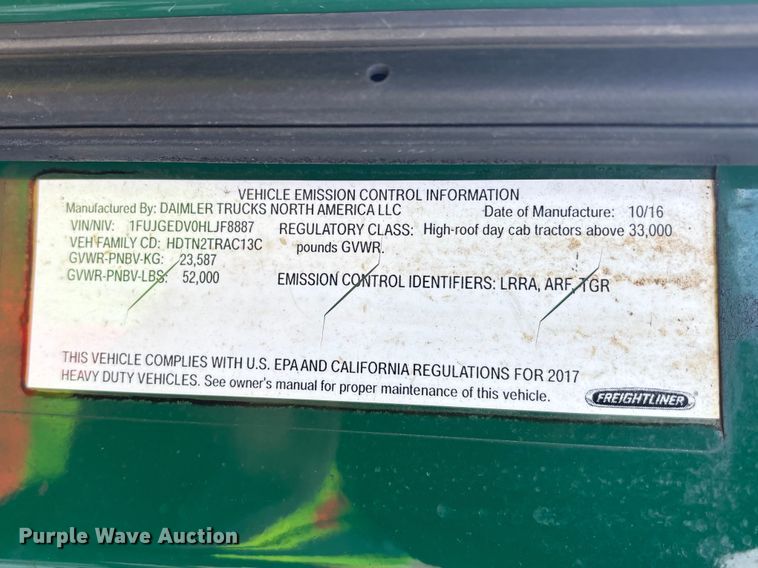 VEHICLE EMISSION CONTROL INFORMATION
Manufactured By: DAIMLER TRUCKS NORTH AMERICA LLC Date of Manufacture: 10/16
VIN/NIV: 1FUJGEDV0HLJF8887 REGULATORY CLASS: High-roof day cab tractors above 33,000
VEH FAMILY CD: HDTN2TRAC13C pounds GVWR.
GVWR-PNBV-KG: 23,587
GVWR-PNBV-LBS: 52,000 EMISSION CONTROL IDENTIFIERS: LRRA, ARF, TGR
THIS VEHICLE COMPLIES WITH U.S. EPA AND CALIFORNIA REGULATIONS FOR 2017
HEAVY DUTY VEHICLES. See owner's manual for proper maintenance of this vehicle.
FREIGHTLINER
Purple Wave Auction